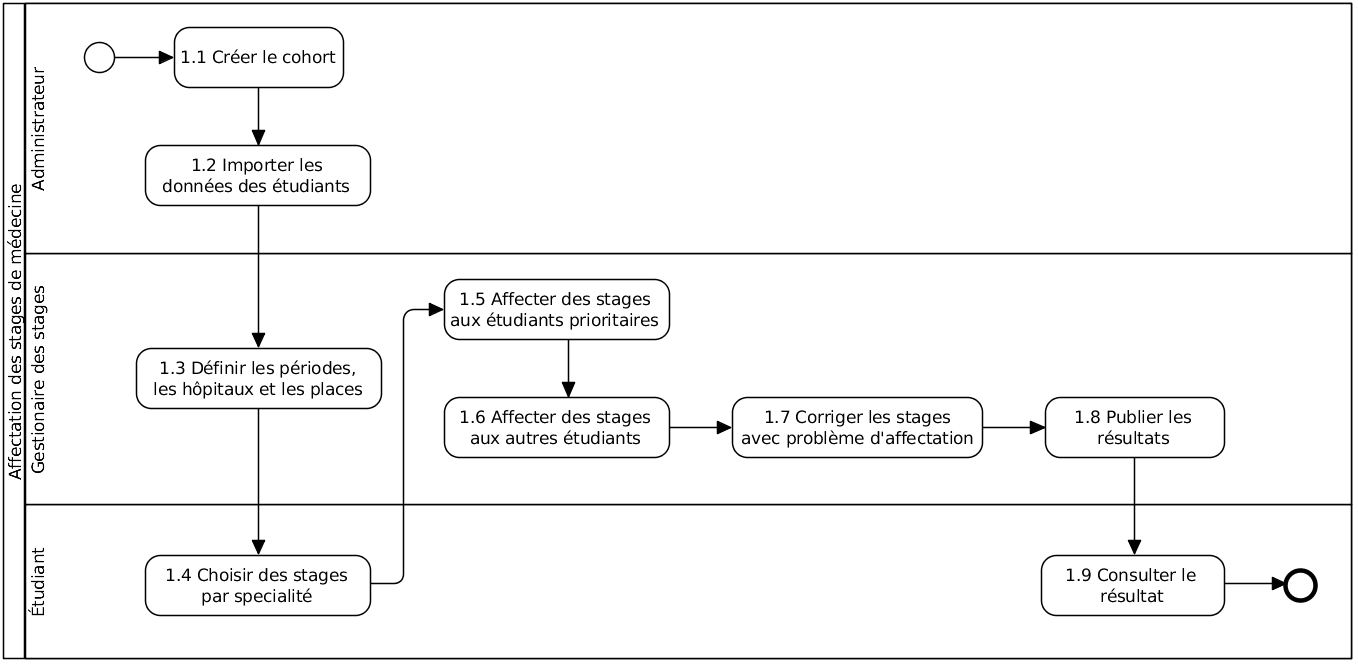 Affectation des stages de médecine
Administrateur
1.1 Créer le cohort
1.2 Importer les
données des étudiants
Gestionaire des stages
1.3 Définir les périodes,
les hôpitaux et les places
1.5 Affecter des stages
aux étudiants prioritaires
1.6 Affecter des stages
aux autres étudiants
1.7 Corriger les stages
avec problème d'affectation
1.8 Publier les
résultats
Étudiant
1.4 Choisir des stages
par specialité
1.9 Consulter le
résultat